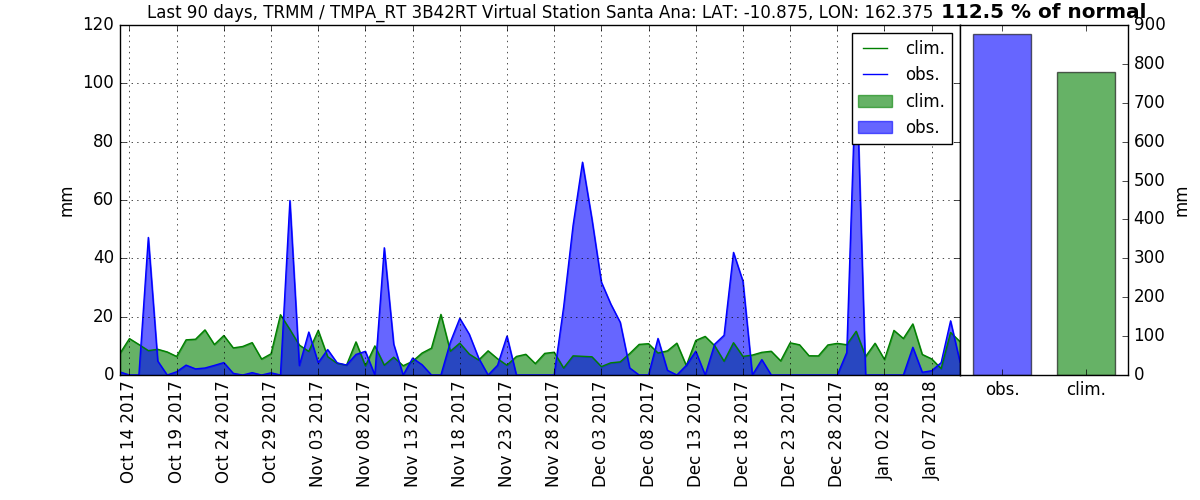 Last 90 days, TRMM / TMPA_RT 3B42RT Virtual Station Santa Ana: LAT: -10.875, LON: 162.375 112.5 % of normal
120
100
80
60
40
20
0
mm
clim.
obs.
clim.
obs.
900
800
700
600
500
400
300
200
100
0
mm
Oct 14 2017
Oct 19 2017
Oct 24 2017
Oct 29 2017
Nov 03 2017
Nov 08 2017
Nov 13 2017
Nov 18 2017
Nov 23 2017
Nov 28 2017
Dec 03 2017
Dec 08 2017
Dec 13 2017
Dec 18 2017
Dec 23 2017
Dec 28 2017
Jan 02 2018
Jan 07 2018
obs.
clim.